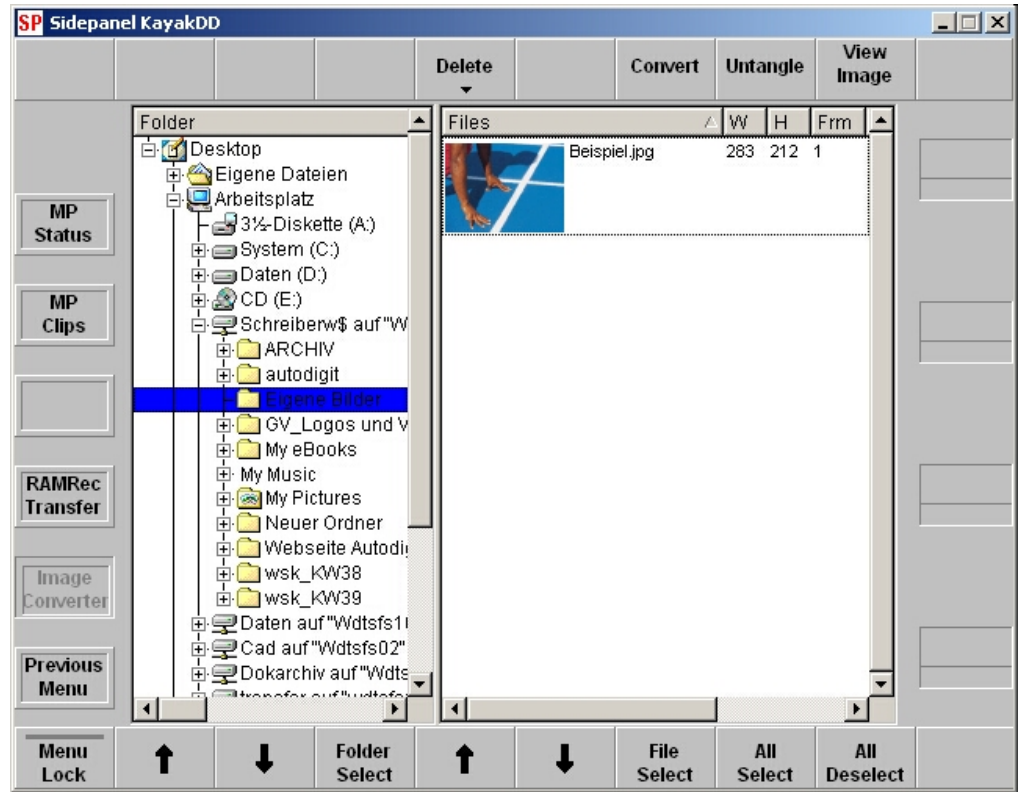 SP Sidepanel KayakDD
Delete
Convert
Untangle
View
Image
MP
Status
MP
Clips
RAMRec
Transfer
Image
Converter
Previous
Menu
Folder
Desktop
Eigene Dateien
Arbeitsplatz
3½-Diskette (A:)
System (C:)
Daten (D:)
CD (E:)
Schreiberw$ auf "W
ARCHIV
autodigit
Eigene Bilder
GV_Logos und V
My eBooks
My Music
My Pictures
Neuer Ordner
Webseite Autodi
wsk_KW38
wsk_KW39
Daten auf "Wdtsfs1
Cad auf "Wdtsfs02"
Dokarchiv auf "Wdts
Files W H Frm
Beispiel.jpg 283 212 1
Menu
Lock
Folder
Select
File
Select
All
Select
All
Deselect